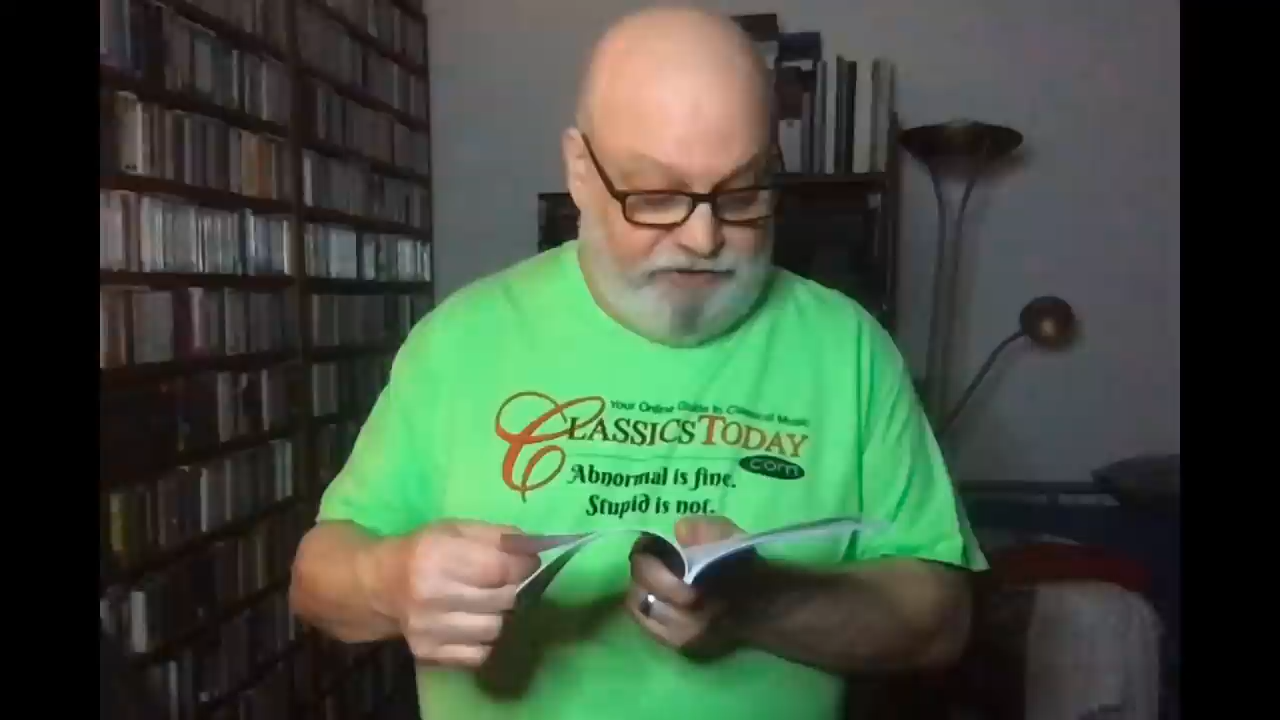 Your Online Guide to Classical Music
CLASSICSTODAY
.com
Abnormal is fine.
Stupid is not.